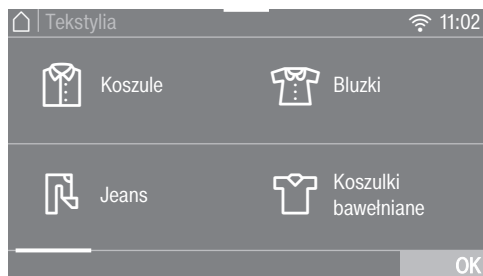 Tekstylia 11:02
Koszule
Bluzki
Jeans
Koszulki
bawełniane
OK